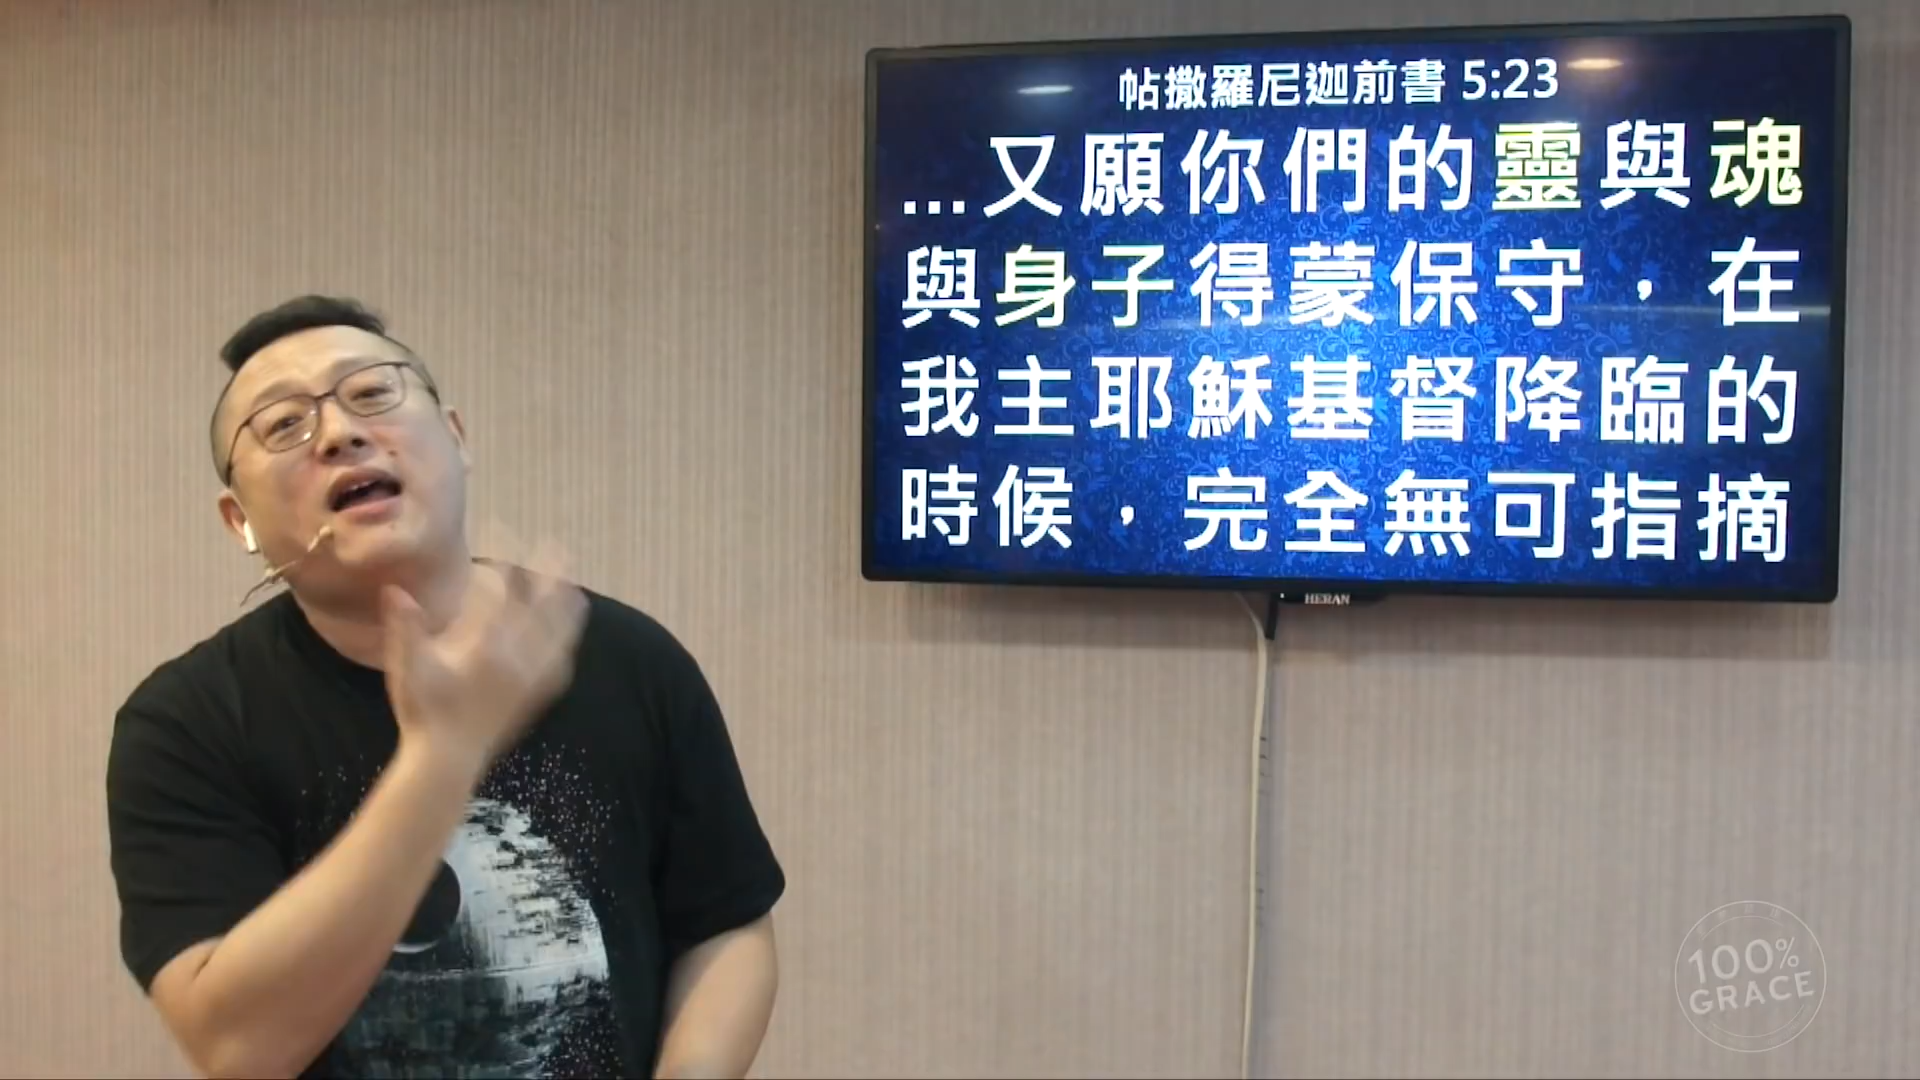 帖撒羅尼迦前書 5:23
...又願你們的靈與魂
與身子得蒙保守，在
我主耶穌基督降臨的
時候，完全無可指摘
HERAN
100%
GRACE